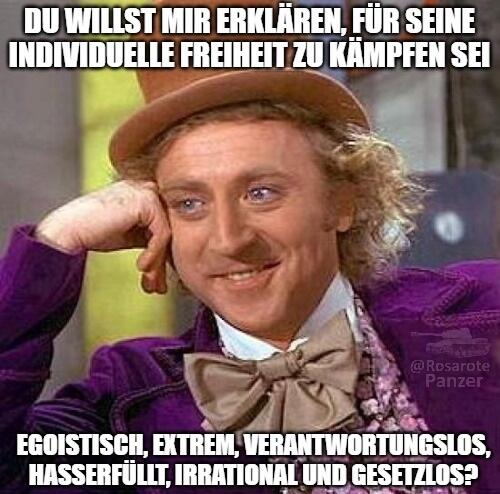 DU WILLST MIR ERKLÄREN, FÜR SEINE
INDIVIDUELLE FREIHEIT ZU KÄMPFEN SEI
@Rosarote
Panzer
EGOISTISCH, EXTREM, VERANTWORTUNGSLOS,
HASSERFÜLLT, IRRATIONAL UND GESETZLOS?